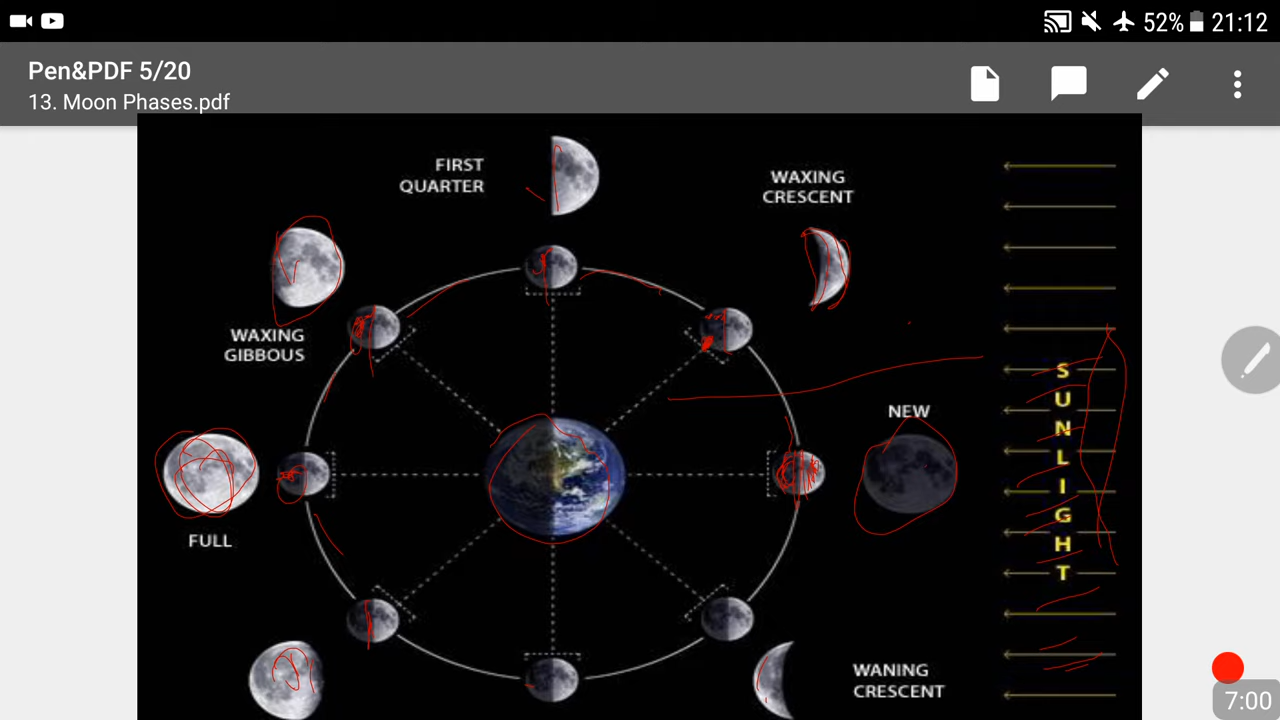 52% 21:12
Pen&PDF 5/20
13. Moon Phases.pdf
FIRST
QUARTER
WAXING
CRESCENT
WAXING
GIBBOUS
NEW
SUNLIGHT
FULL
WANING
CRESCENT
7:00